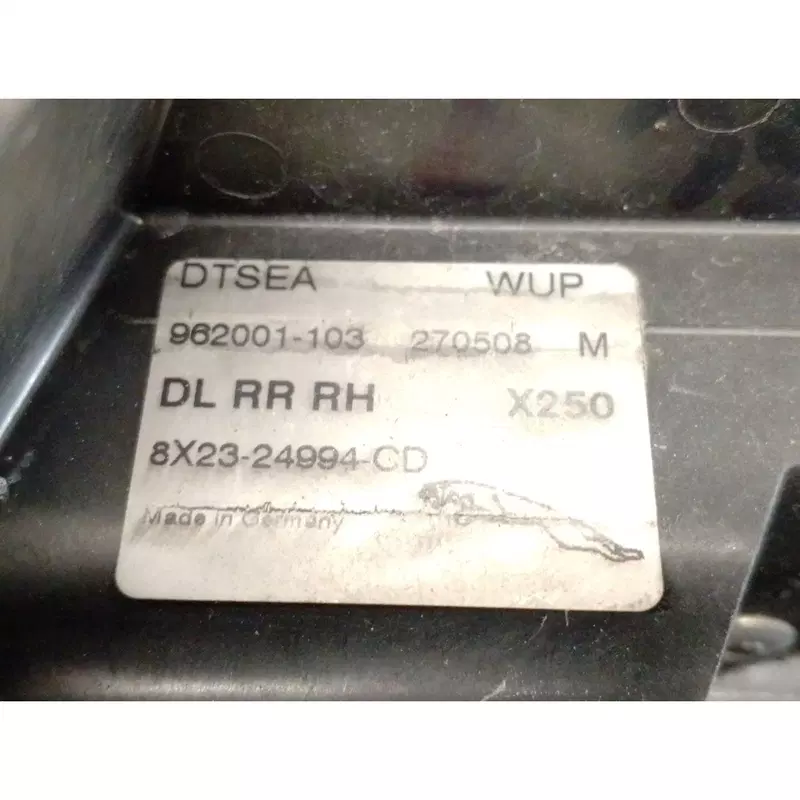 DTSEA WUP
962001-103 270508 M
DL RR RH X250
8X23-24994-CD
Made in Germany